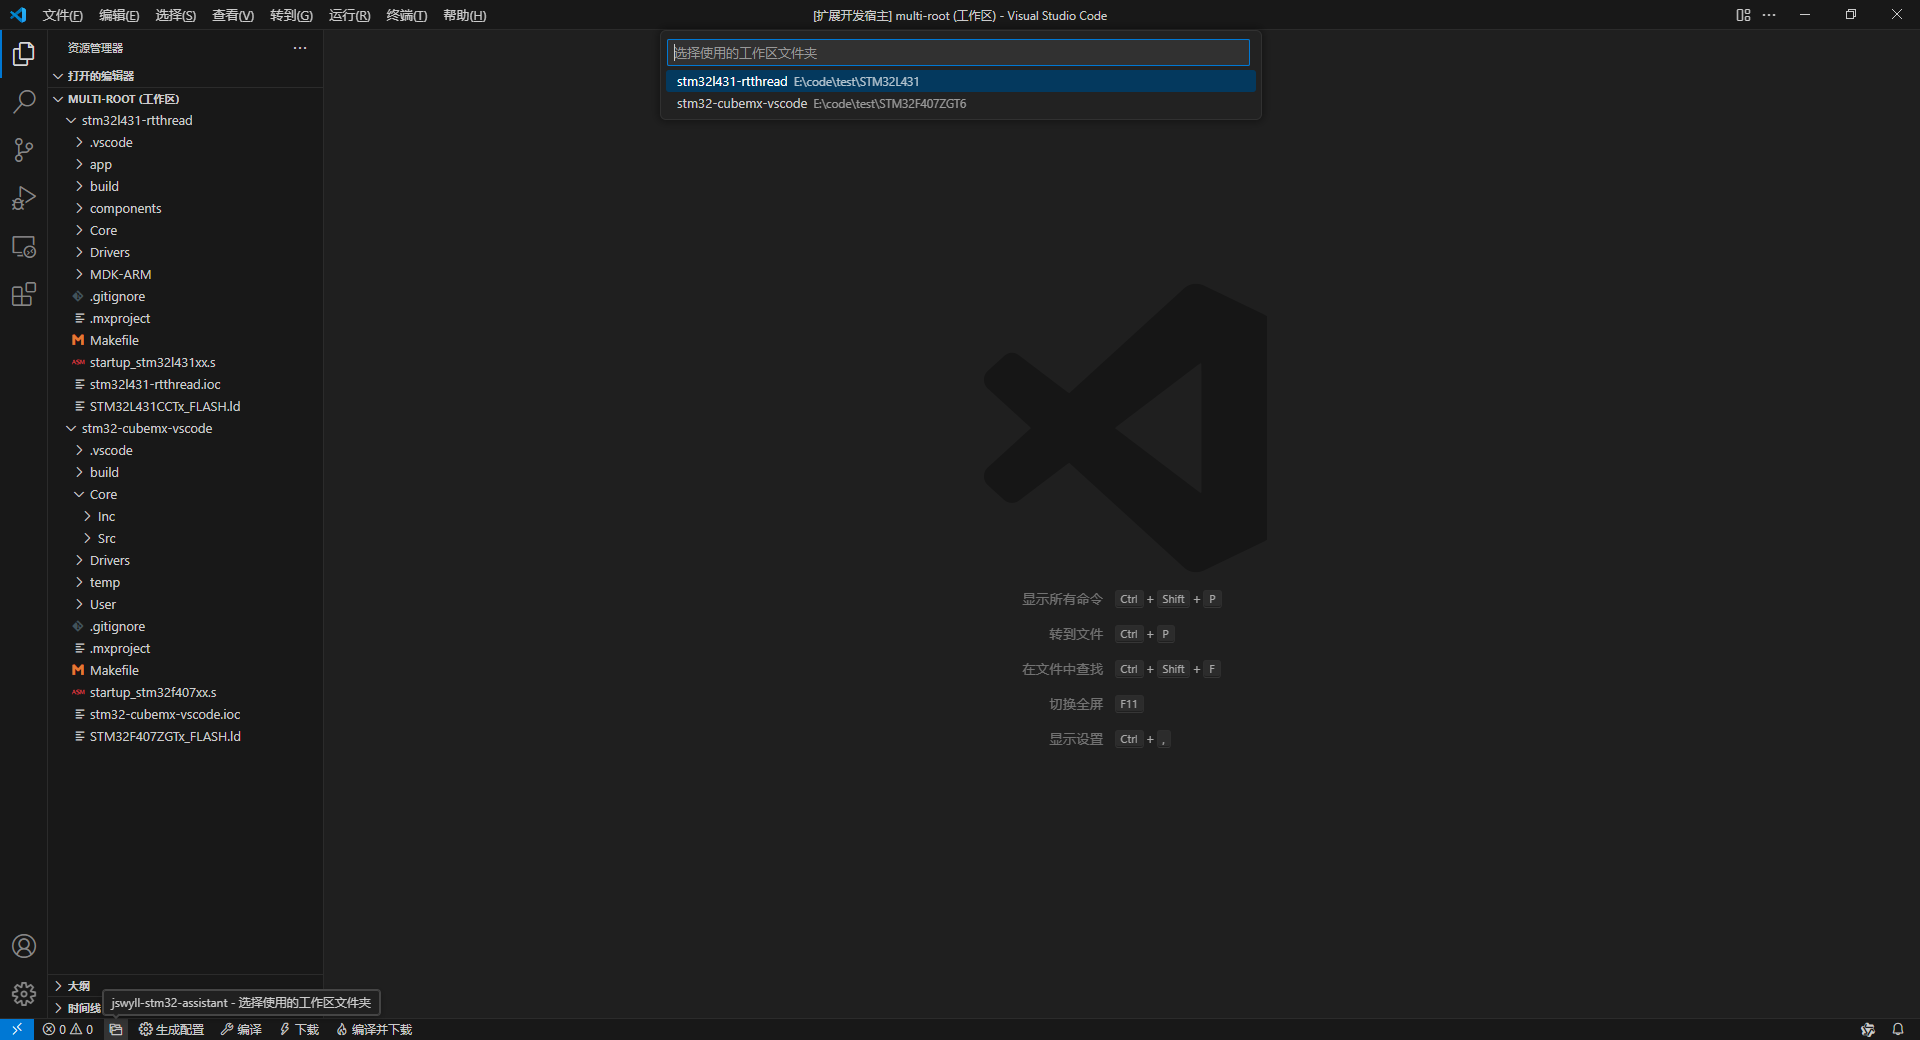 文件(F) 编辑(E) 选择(S) 查看(V) 转到(G) 运行(R) 终端(T) 帮助(H)
[扩展开发宿主] multi-root (工作区) - Visual Studio Code
选择使用的工作区文件夹
stm32l431-rtthread E:\code\test\STM32L431
stm32-cubemx-vscode E:\code\test\STM32F407ZGT6
资源管理器
打开的编辑器
MULTI-ROOT (工作区)
stm32l431-rtthread
.vscode
app
build
components
Core
Drivers
MDK-ARM
.gitignore
.mxproject
M Makefile
ASM startup_stm32l431xx.s
stm32l431-rtthread.ioc
STM32L431CCTx_FLASH.ld
stm32-cubemx-vscode
.vscode
build
Core
Inc
Src
Drivers
temp
User
.gitignore
.mxproject
M Makefile
ASM startup_stm32f407xx.s
stm32-cubemx-vscode.ioc
STM32F407ZGTx_FLASH.ld
显示所有命令 Ctrl + Shift + P
转到文件 Ctrl + P
在文件中查找 Ctrl + Shift + F
切换全屏 F11
显示设置 Ctrl + ,
大纲
时间线
jswyll-stm32-assistant - 选择使用的工作区文件夹
0 0 生成配置 编译 下载 编译并下载